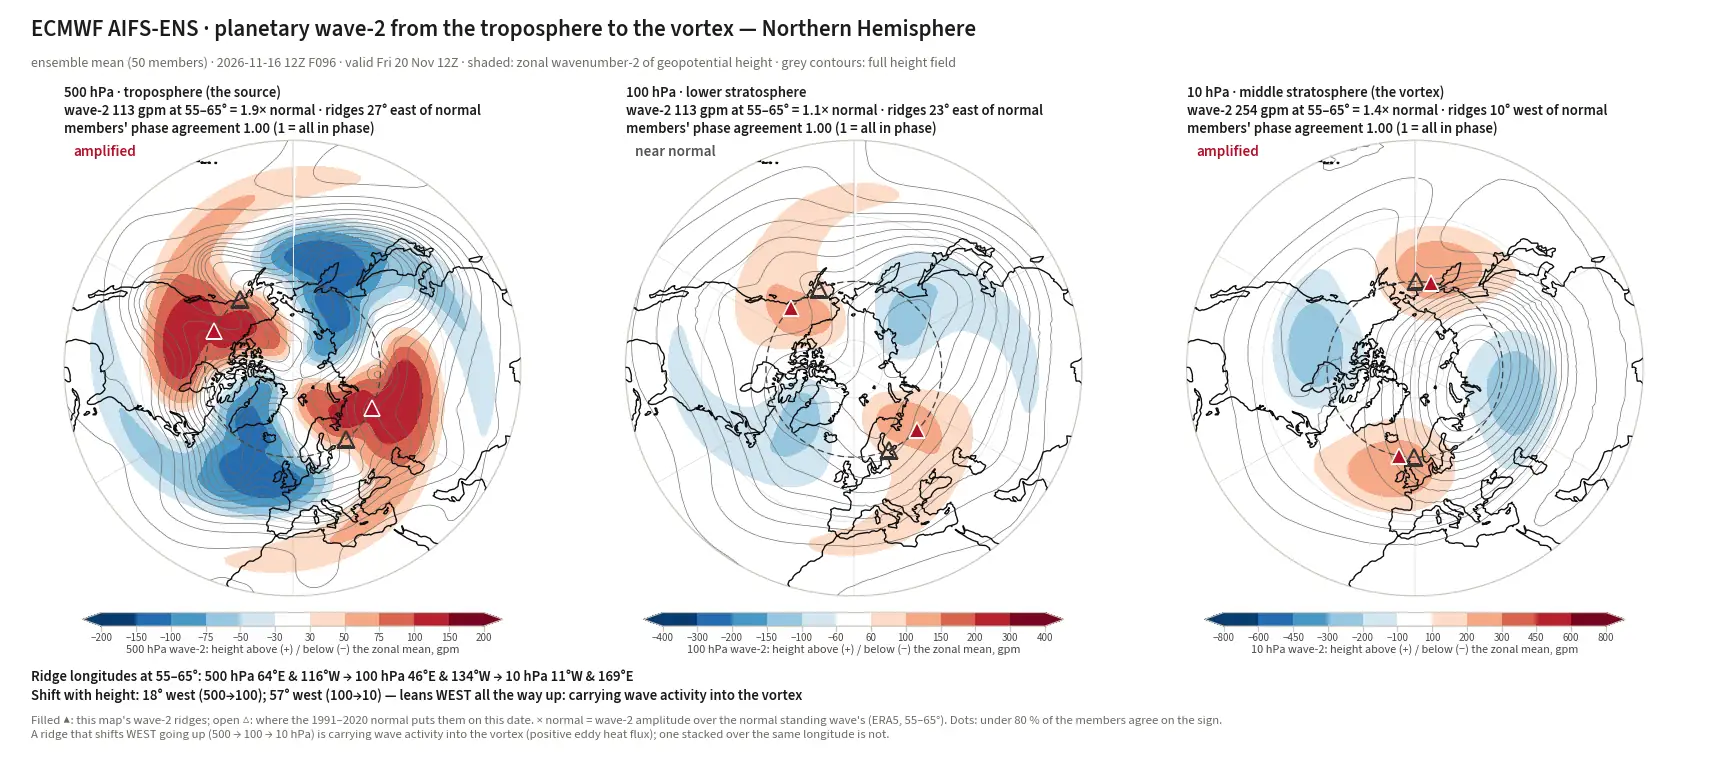 ECMWF AIFS-ENS · planetary wave-2 from the troposphere to the vortex — Northern Hemisphere
ensemble mean (50 members) · 2026-11-16 12Z F096 · valid Fri 20 Nov 12Z · shaded: zonal wavenumber-2 of geopotential height · grey contours: full height field
500 hPa · troposphere (the source)
wave-2 113 gpm at 55–65° = 1.9× normal · ridges 27° east of normal
members' phase agreement 1.00 (1 = all in phase)
amplified
100 hPa · lower stratosphere
wave-2 113 gpm at 55–65° = 1.1× normal · ridges 23° east of normal
members' phase agreement 1.00 (1 = all in phase)
near normal
10 hPa · middle stratosphere (the vortex)
wave-2 254 gpm at 55–65° = 1.4× normal · ridges 10° west of normal
members' phase agreement 1.00 (1 = all in phase)
amplified
−200 −150 −100 −75 −50 −30 30 50 75 100 150 200
500 hPa wave-2: height above (+) / below (−) the zonal mean, gpm
−400 −300 −200 −150 −100 −60 60 100 150 200 300 400
100 hPa wave-2: height above (+) / below (−) the zonal mean, gpm
−800 −600 −450 −300 −200 −100 100 200 300 450 600 800
10 hPa wave-2: height above (+) / below (−) the zonal mean, gpm
Ridge longitudes at 55–65°: 500 hPa 64°E & 116°W → 100 hPa 46°E & 134°W → 10 hPa 11°W & 169°E
Shift with height: 18° west (500→100); 57° west (100→10) — leans WEST all the way up: carrying wave activity into the vortex
Filled ▲: this map's wave-2 ridges; open △: where the 1991–2020 normal puts them on this date. × normal = wave-2 amplitude over the normal standing wave's (ERA5, 55–65°). Dots: under 80 % of the members agree on the sign.
A ridge that shifts WEST going up (500 → 100 → 10 hPa) is carrying wave activity into the vortex (positive eddy heat flux); one stacked over the same longitude is not.